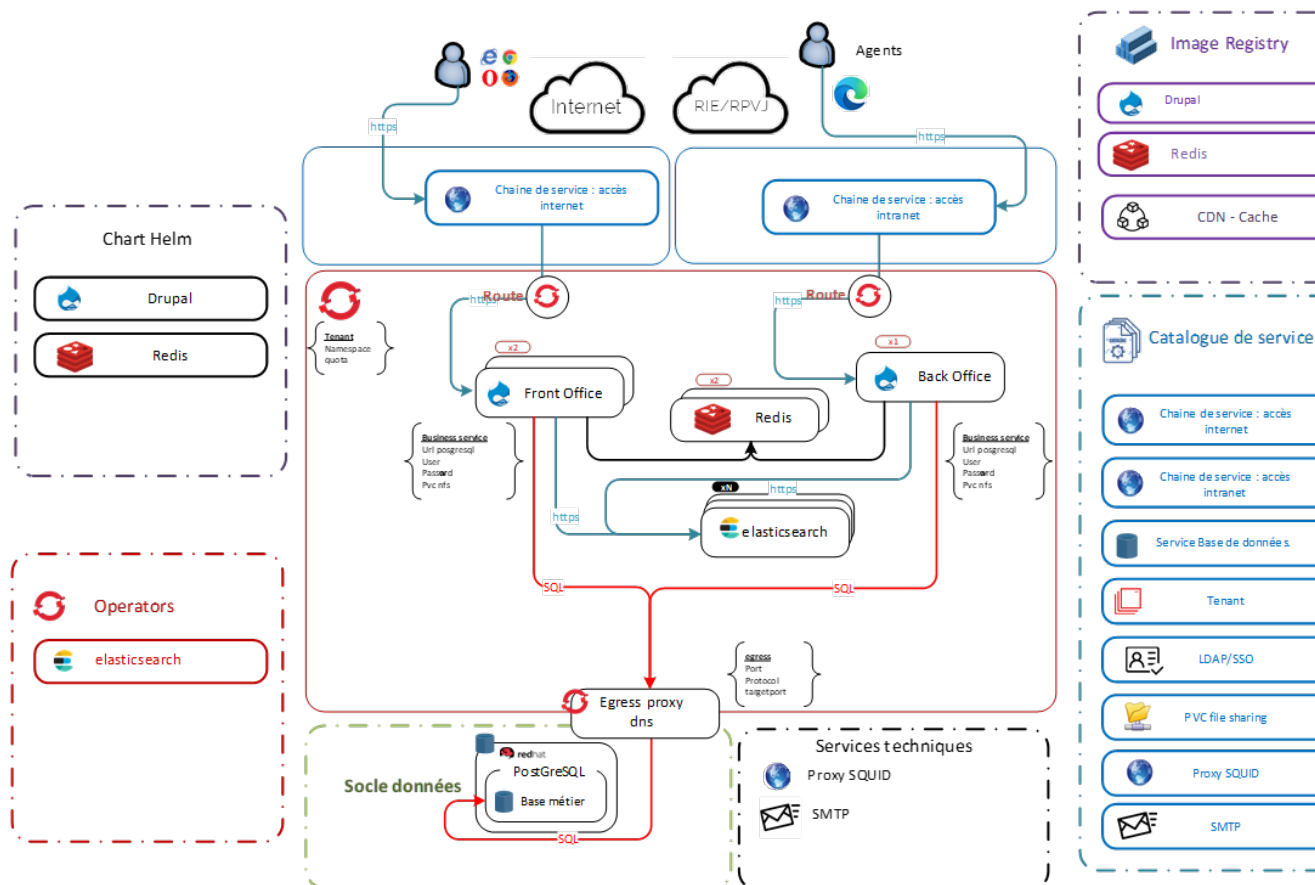 Agents
Internet
RIE/RPVJ
https
https
Chaine de service : accès
internet
Chaine de service : accès
intranet
Image Registry
Drupal
Redis
CDN - Cache
Chart Helm
Drupal
Redis
Operators
elasticsearch
Route
https
Route
https
Tenant
Namespace
quota
x2
Front Office
x1
Back Office
x2
Redis
Business service
Url posgresql
User
Password
Pvc nfs
Business service
Url posgresql
User
Password
Pvc nfs
xN
https
https
elasticsearch
SQL
SQL
egress
Port
Protocol
targetport
Egress proxy
dns
Socle données
redhat
PostGreSQL
Base métier
SQL
Services techniques
Proxy SQUID
SMTP
Catalogue de service
Chaine de service : accès
internet
Chaine de service : accès
intranet
Service Base de données.
Tenant
LDAP/SSO
PVC file sharing
Proxy SQUID
SMTP